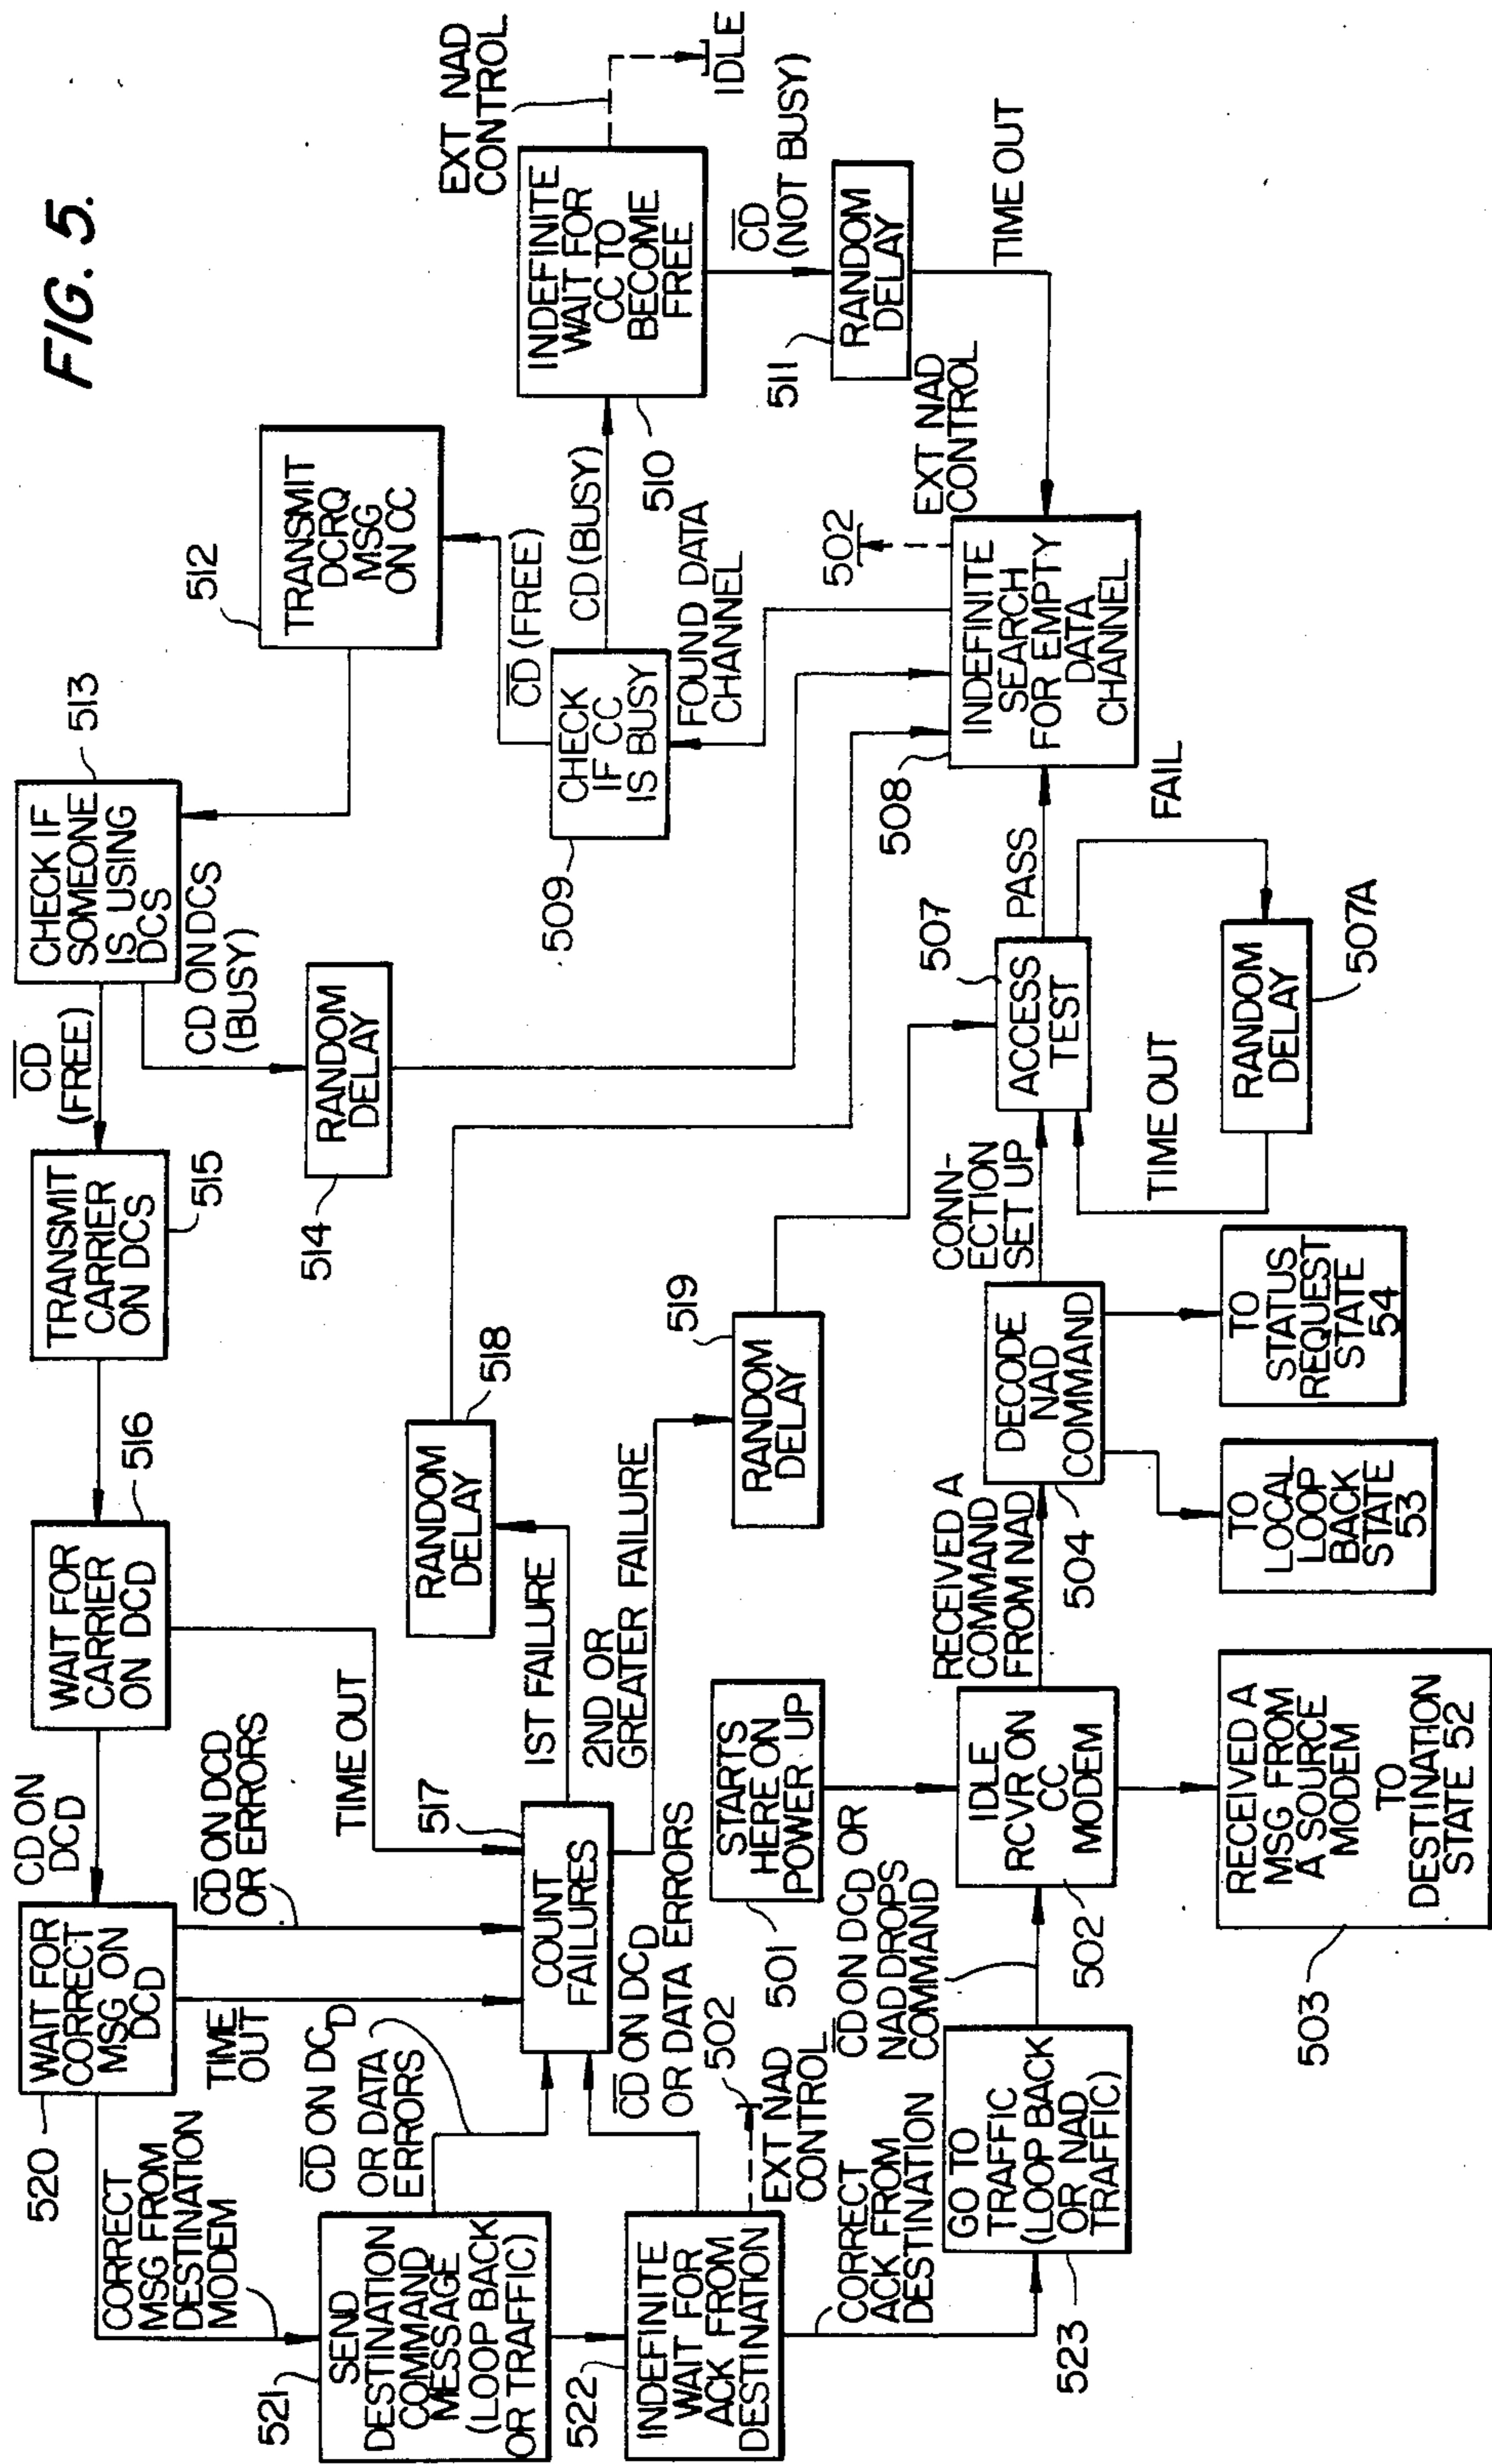 FIG. 5.
520
WAIT FOR
CORRECT
MSG ON
DCD
CD ON
DCD
516
WAIT FOR
CARRIER
ON DCD
TRANSMIT
CARRIER
ON DCS
515
CD
(FREE)
513
CHECK IF
SOMEONE
IS USING
DCS
CD ON DCS
(BUSY)
514
RANDOM
DELAY
512
TRANSMIT
DCRQ
MSG
ON CC
CD (FREE)
CD (BUSY)
509
CHECK
IF CC
IS BUSY
FOUND DATA
CHANNEL
510
INDEFINITE
WAIT FOR
CC TO
BECOME
FREE
EXT NAD
CONTROL
IDLE
CD
(NOT BUSY)
511
RANDOM
DELAY
TIME OUT
EXT NAD
CONTROL
502
508
INDEFINITE
SEARCH
FOR EMPTY
DATA
CHANNEL
PASS
FAIL
507
ACCESS
TEST
507A
RANDOM
DELAY
TIME OUT
CONN-
ECTION
SET UP
CORRECT
MSG FROM
DESTINATION
MODEM
TIME
OUT
CD ON DCD
OR ERRORS
TIME OUT
517
COUNT
FAILURES
1ST FAILURE
518
RANDOM
DELAY
2ND OR
GREATER FAILURE
519
RANDOM
DELAY
521
SEND
DESTINATION
COMMAND
MESSAGE
(LOOP BACK
OR TRAFFIC)
CD ON DCD
OR DATA
ERRORS
522
INDEFINITE
WAIT FOR
ACK FROM
DESTINATION
CD ON DCD
OR DATA ERRORS
502
EXT NAD
CONTROL
CORRECT
ACK FROM
DESTINATION
523
GO TO
TRAFFIC
(LOOP BACK
OR NAD
TRAFFIC)
CD ON DCD OR
NAD DROPS
COMMAND
501
STARTS
HERE ON
POWER UP
502
IDLE
RCVR ON
CC
MODEM
503
RECEIVED A
MSG FROM
A SOURCE
MODEM
TO
DESTINATION
STATE 52
RECEIVED A
COMMAND
FROM NAD
504
DECODE
NAD
COMMAND
TO
LOCAL
LOOP
BACK
STATE
53
TO
STATUS
REQUEST
STATE
54